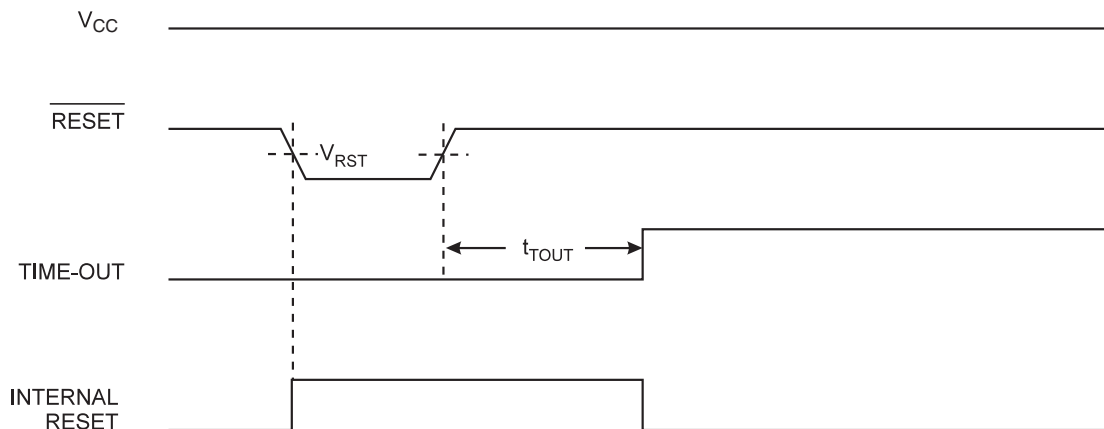 VCC
RESET
VRST
tTOUT
TIME-OUT
INTERNAL
RESET